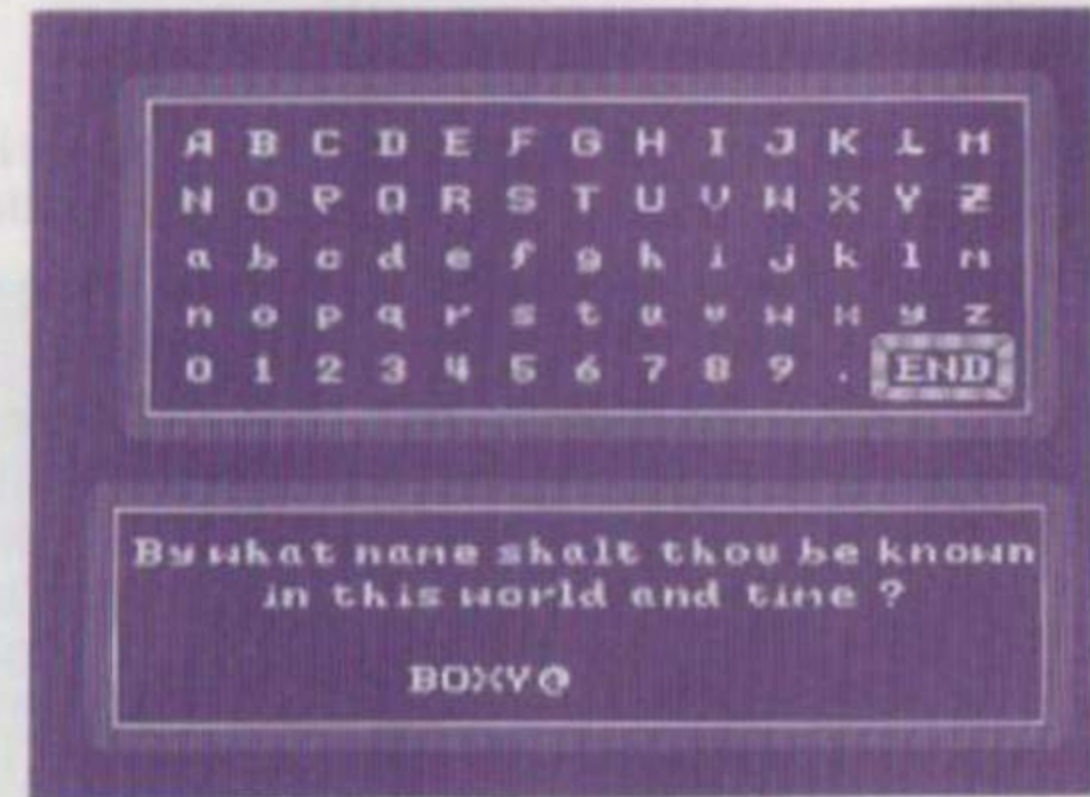 A B C D E F G H I J K L M
N O P Q R S T U V W X Y Z
a b c d e f g h i j k l m
n o p q r s t u v w x y z
0 1 2 3 4 5 6 7 8 9 . END
By what name shalt thou be known
in this world and time ?
BOXY@